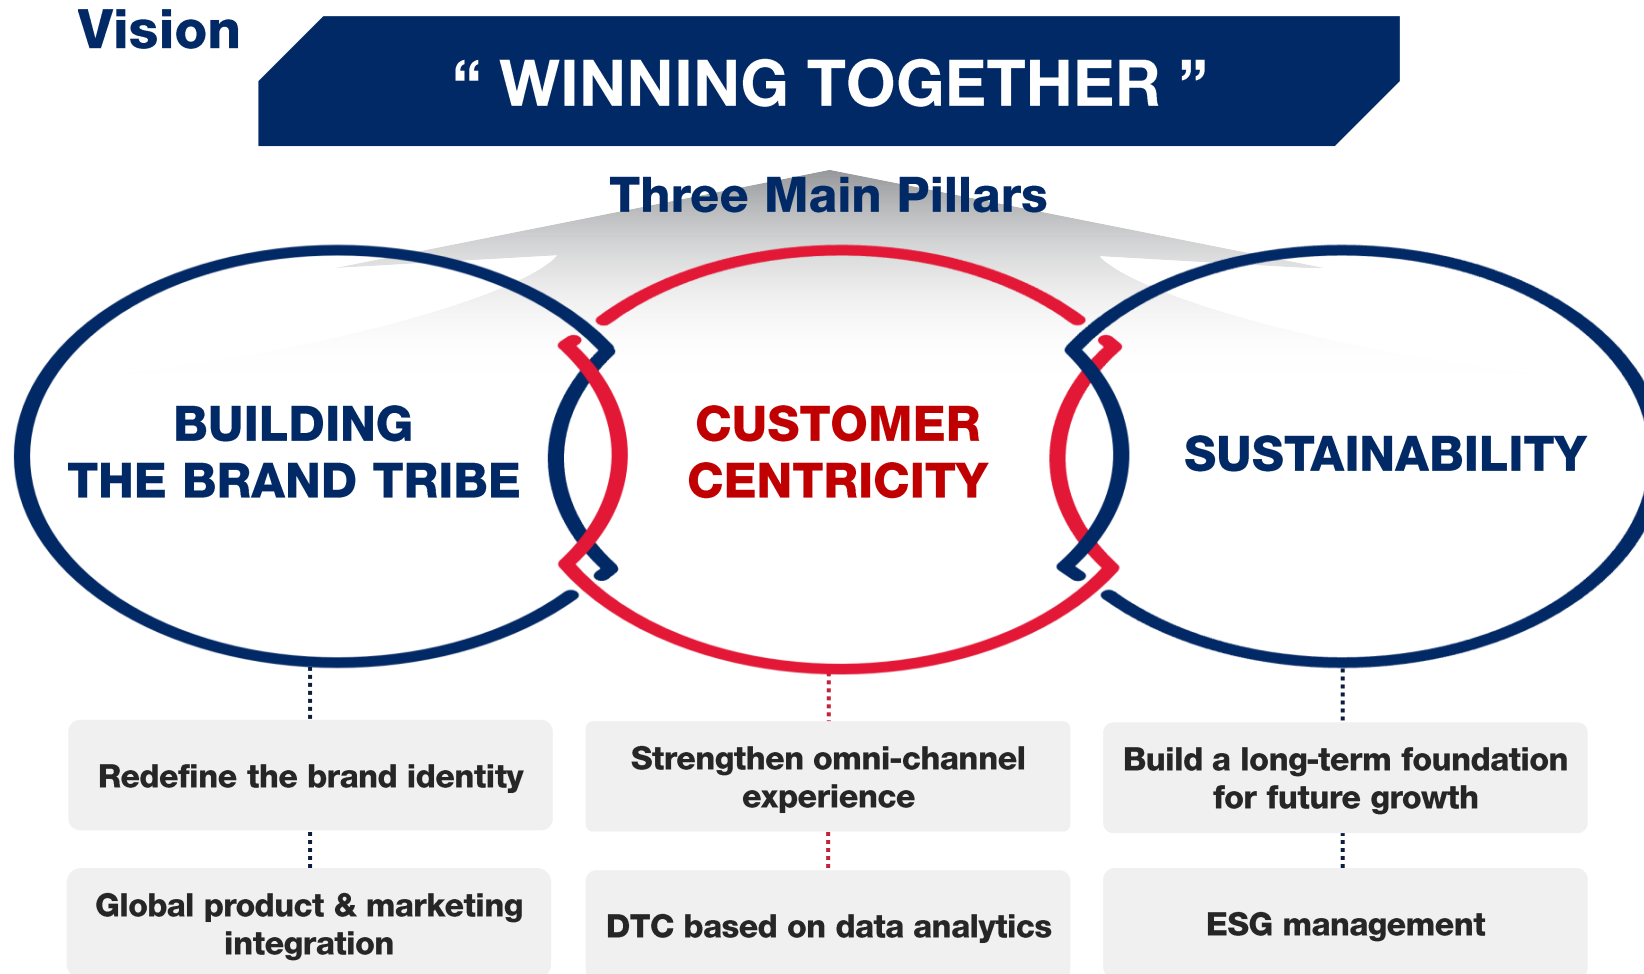 Vision
“ WINNING TOGETHER ”
Three Main Pillars
BUILDING
THE BRAND TRIBE
CUSTOMER
CENTRICITY
SUSTAINABILITY
Redefine the brand identity
Strengthen omni-channel
experience
Build a long-term foundation
for future growth
Global product & marketing
integration
DTC based on data analytics
ESG management